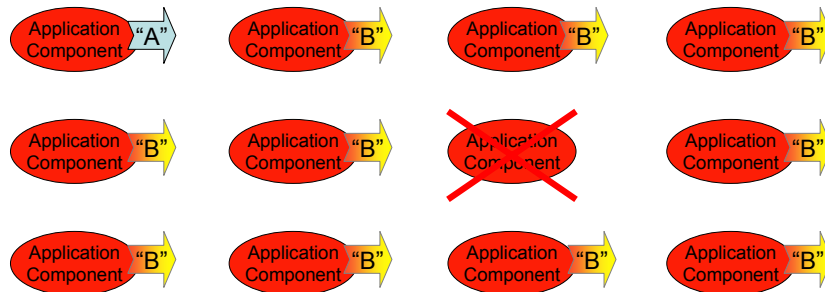 Application
Component
“A”
Application
Component
“B”
Application
Component
“B”
Application
Component
“B”
Application
Component
“B”
Application
Component
“B”
Application
Component
Application
Component
“B”
Application
Component
“B”
Application
Component
“B”
Application
Component
“B”
Application
Component
“B”